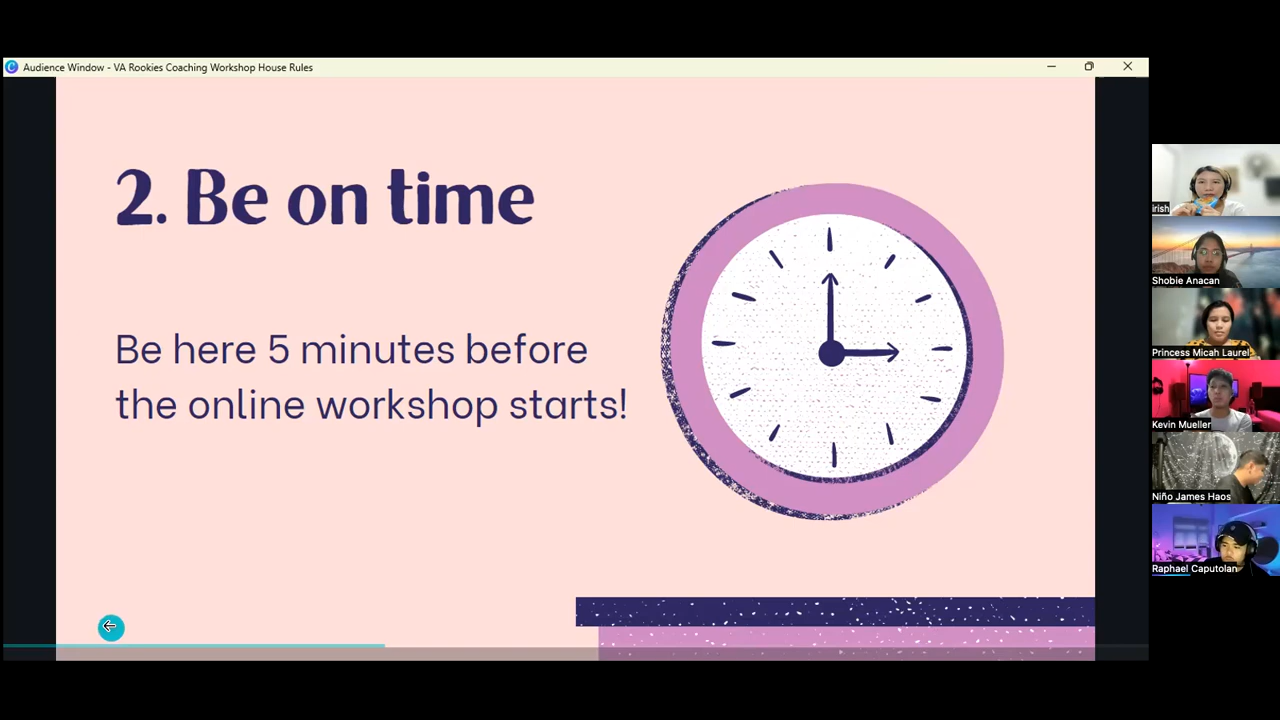 Audience Window - VA Rookies Coaching Workshop House Rules
2. Be on time
Be here 5 minutes before
the online workshop starts!
irish
Shobie Anacan
Princess Micah Laurel
Kevin Mueller
Niño James Haos
Raphael Caputolan